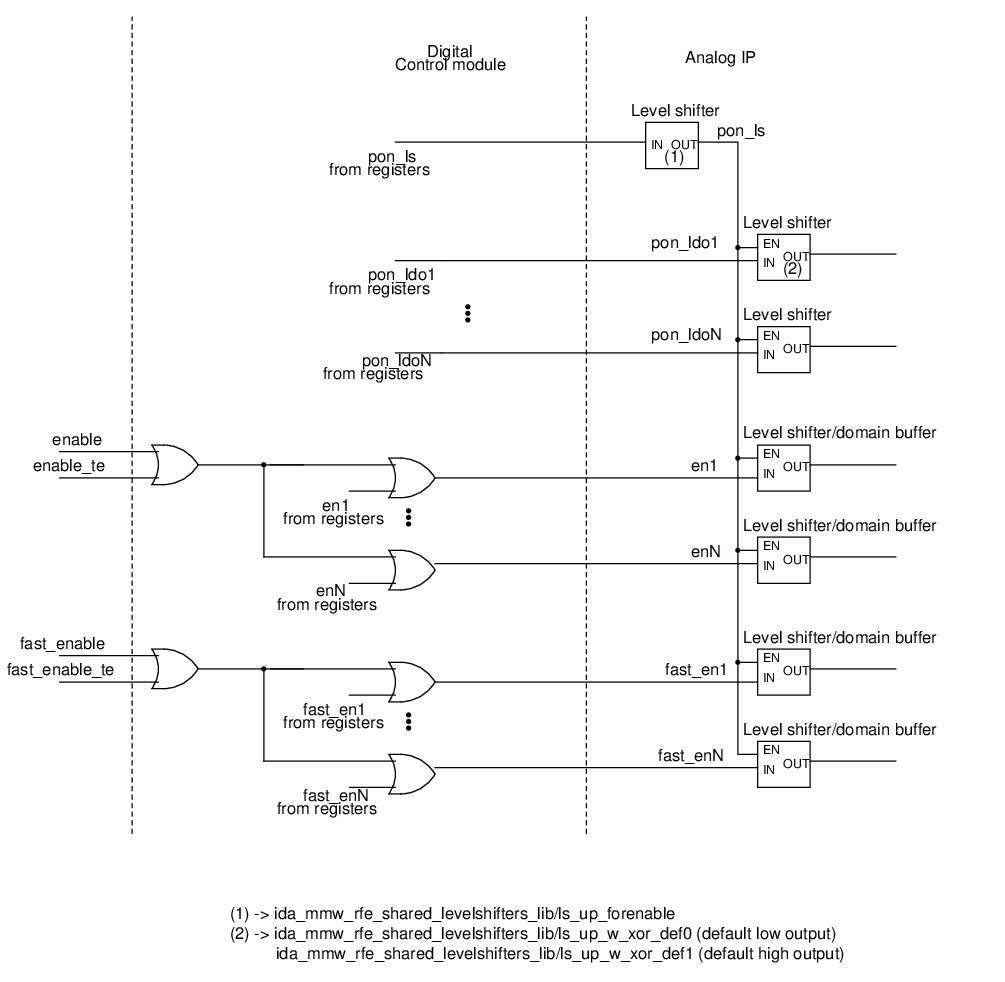 Digital
Control module
Analog IP
Level shifter
pon_ls
IN OUT
(1)
pon_ls
from registers
Level shifter
pon_ldo1
EN
IN OUT
(2)
pon_ldo1
from registers
Level shifter
pon_ldoN
EN
IN OUT
pon_ldoN
from registers
Level shifter/domain buffer
enable
EN
enable_te
en1
IN OUT
en1
from registers
Level shifter/domain buffer
enN
EN
IN OUT
enN
from registers
Level shifter/domain buffer
fast_enable
EN
fast_enable_te
fast_en1
IN OUT
fast_en1
from registers
Level shifter/domain buffer
fast_enN
EN
IN OUT
fast_enN
from registers
(1) -> ida_mmw_rfe_shared_levelshifters_lib/ls_up_forenable
(2) -> ida_mmw_rfe_shared_levelshifters_lib/ls_up_w_xor_def0 (default low output)
ida_mmw_rfe_shared_levelshifters_lib/ls_up_w_xor_def1 (default high output)